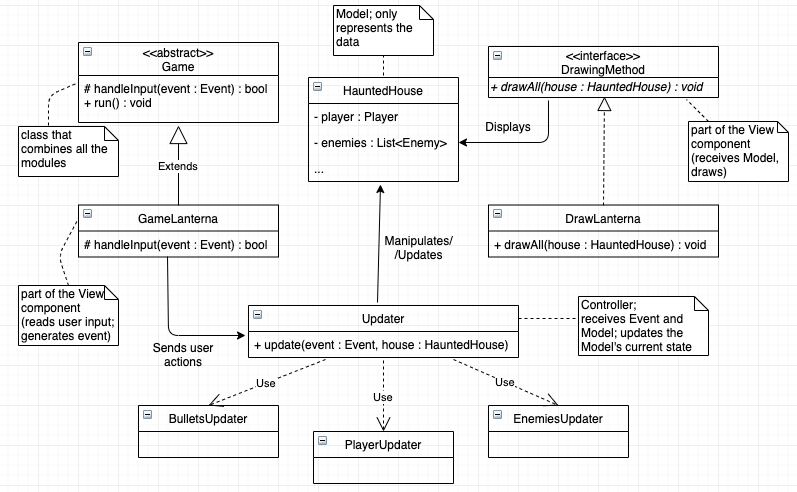 Model; only
represents the
data
<<abstract>>
Game
# handleInput(event : Event) : bool
+ run() : void
HauntedHouse
- player : Player
- enemies : List<Enemy>
...
<<interface>>
DrawingMethod
+ drawAll(house : HauntedHouse) : void
class that
combines all the
modules
Extends
Displays
part of the View
component
(receives Model,
draws)
GameLanterna
# handleInput(event : Event) : bool
DrawLanterna
+ drawAll(house : HauntedHouse) : void
Manipulates/
/Updates
part of the View
component
(reads user input;
generates event)
Sends user
actions
Updater
+ update(event : Event, house : HauntedHouse)
Controller;
receives Event and
Model; updates the
Model's current state
Use
Use
Use
BulletsUpdater
PlayerUpdater
EnemiesUpdater